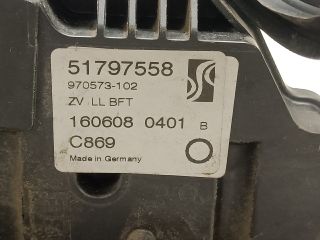 51797558
970573-102
ZV LL BFT
160608 0401 B
C869
Made in Germany